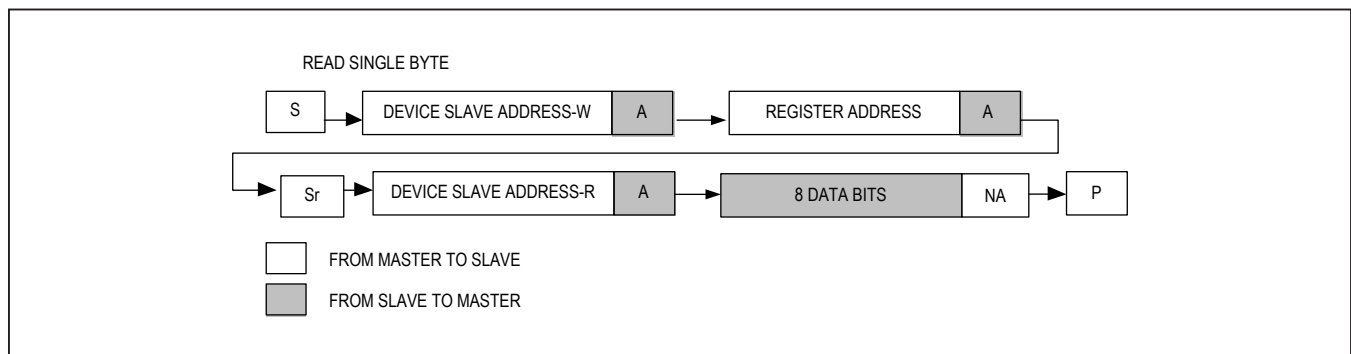 READ SINGLE BYTE
S DEVICE SLAVE ADDRESS-W A REGISTER ADDRESS A
Sr DEVICE SLAVE ADDRESS-R A 8 DATA BITS NA P
FROM MASTER TO SLAVE
FROM SLAVE TO MASTER